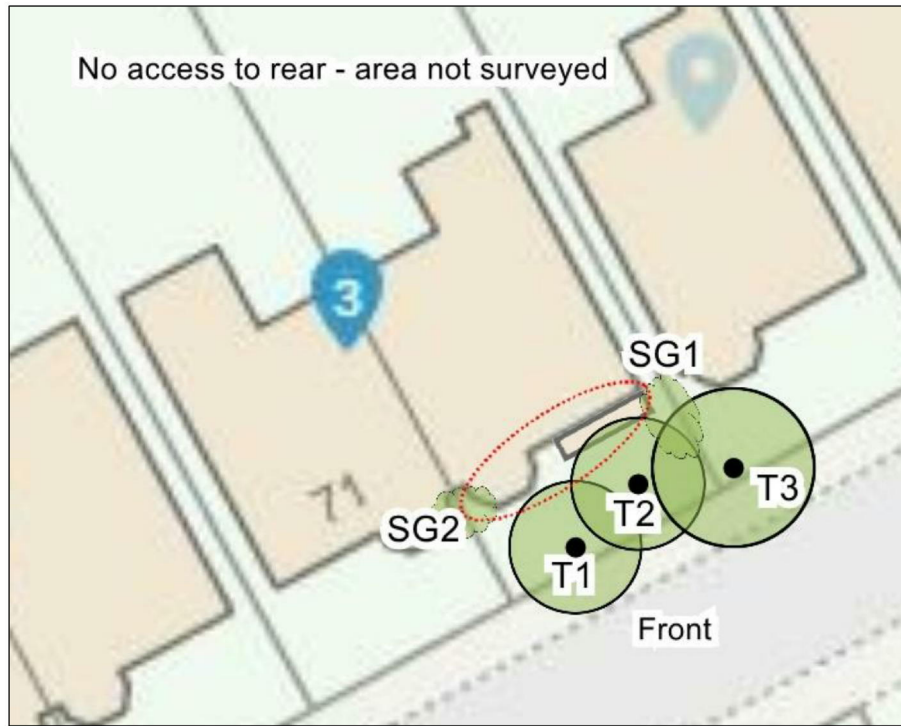 No access to rear - area not surveyed
3
SG1
71
SG2
T1
T2
T3
Front